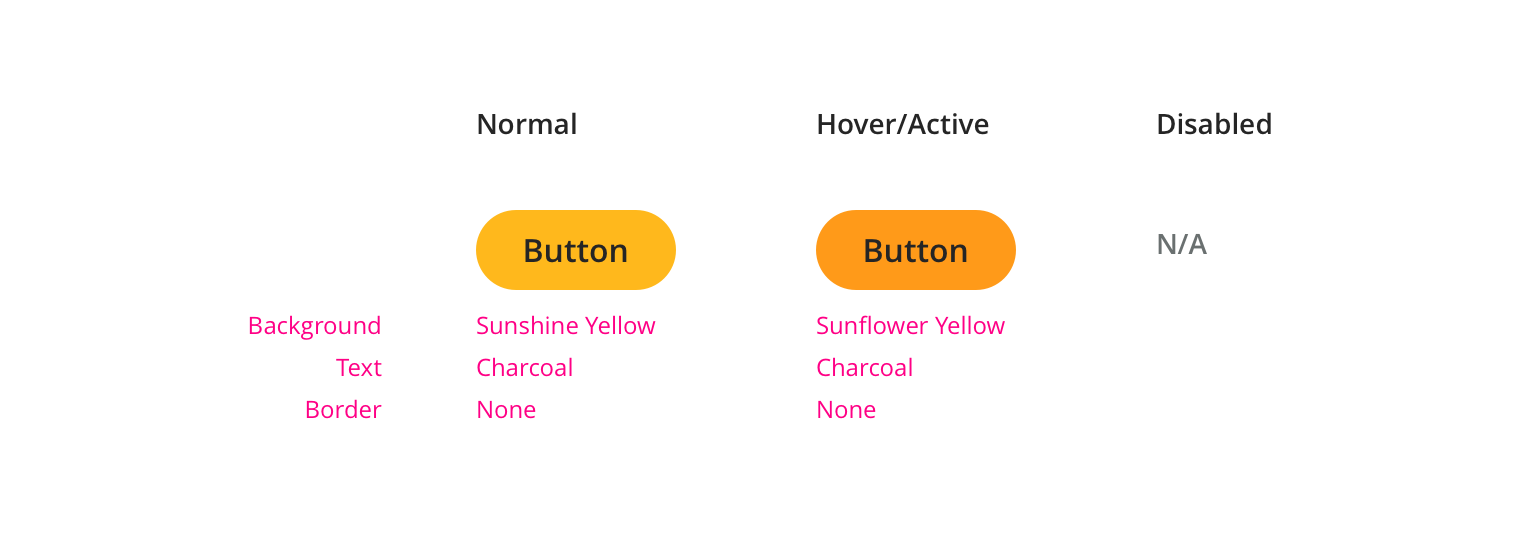 Normal Hover/Active Disabled
Button Button N/A
Background Sunshine Yellow Sunflower Yellow
Text Charcoal Charcoal
Border None None